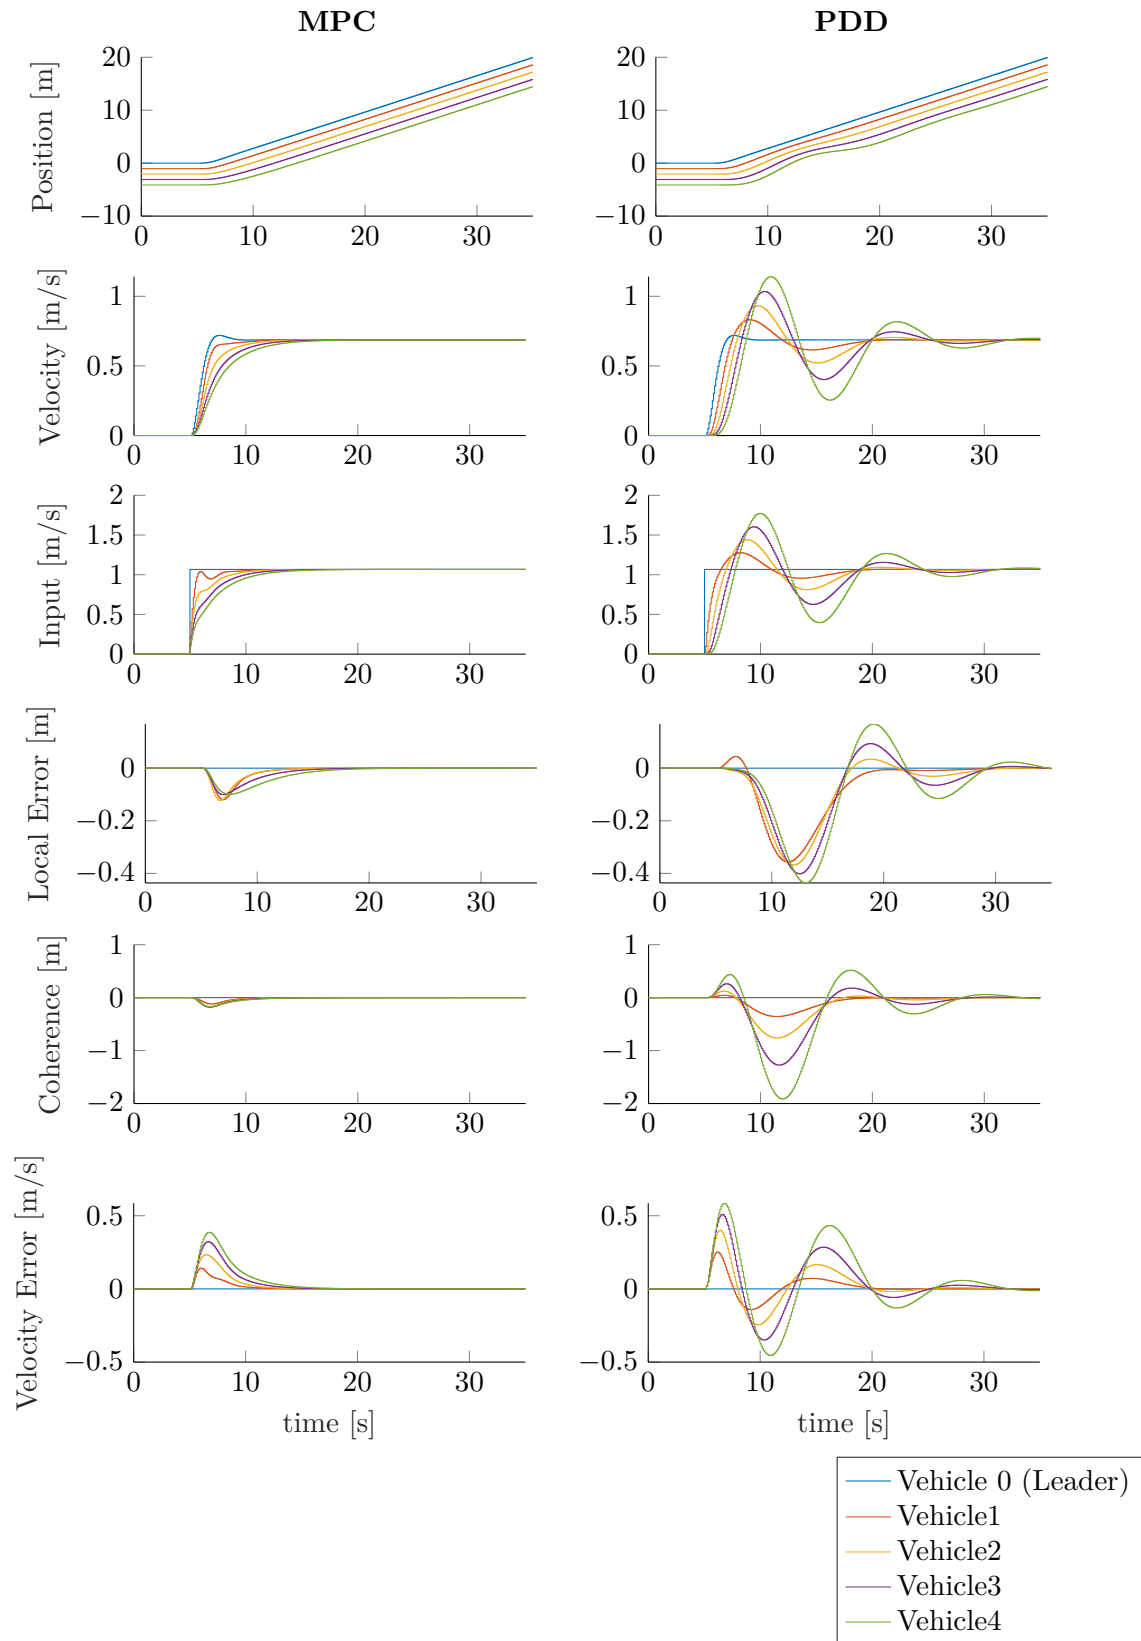 MPC
PDD
Position [m]
20
10
0
−10
0 10 20 30
20
10
0
−10
0 10 20 30
Velocity [m/s]
1
0.5
0
0 10 20 30
1
0.5
0
0 10 20 30
Input [m/s]
2
1.5
1
0.5
0
0 10 20 30
2
1.5
1
0.5
0
0 10 20 30
Local Error [m]
0
−0.2
−0.4
0 10 20 30
0
−0.2
−0.4
0 10 20 30
Coherence [m]
1
0
−1
−2
0 10 20 30
1
0
−1
−2
0 10 20 30
Velocity Error [m/s]
0.5
0
−0.5
0 10 20 30
time [s]
0.5
0
−0.5
0 10 20 30
time [s]
Vehicle 0 (Leader)
Vehicle1
Vehicle2
Vehicle3
Vehicle4